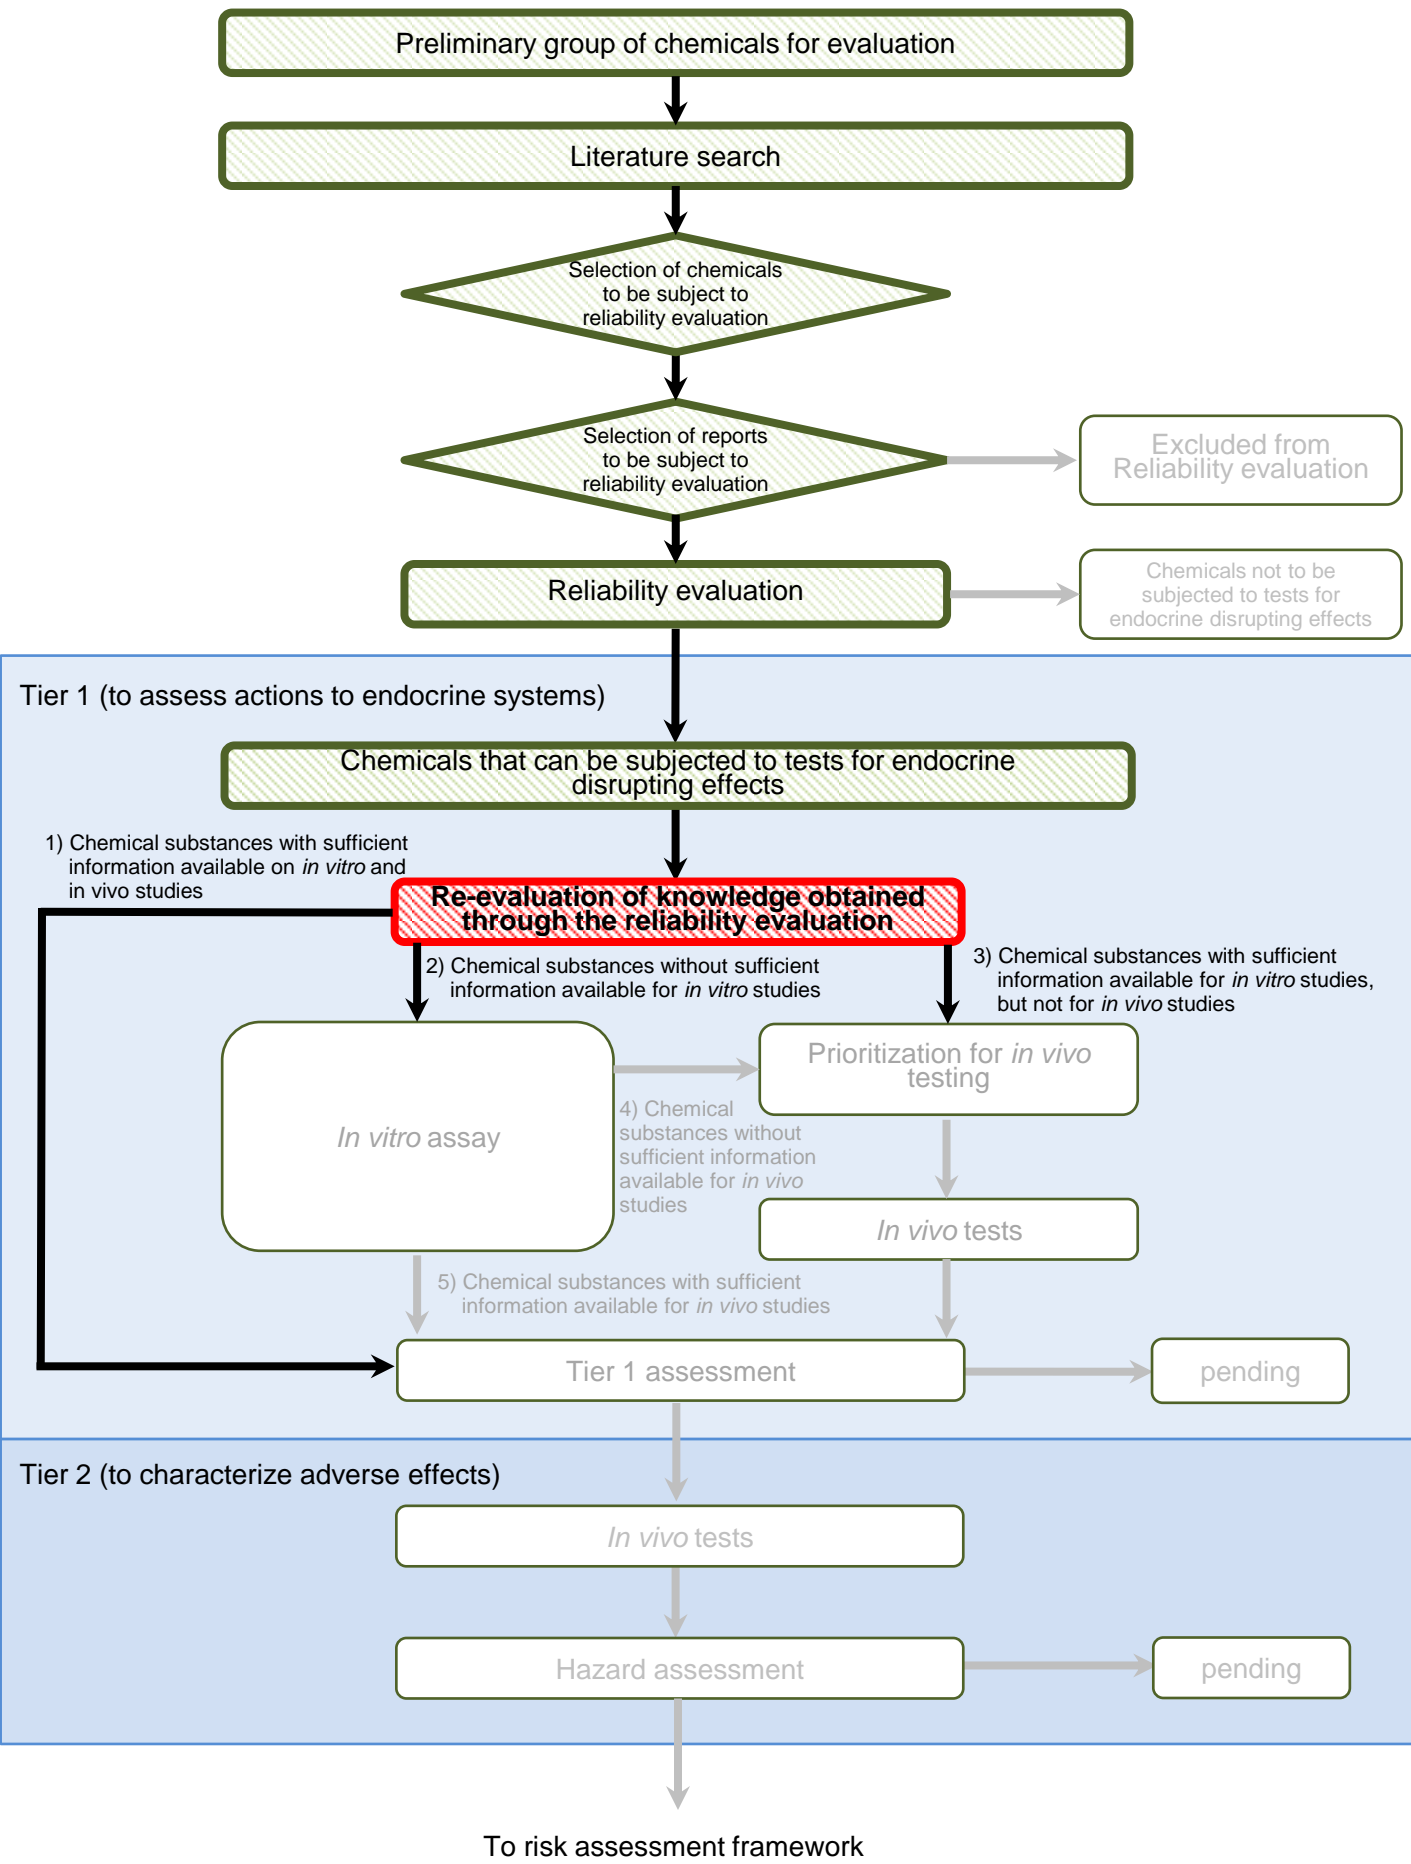 Preliminary group of chemicals for evaluation
Literature search
Selection of chemicals
to be subject to
reliability evaluation
Selection of reports
to be subject to
reliability evaluation
Excluded from
Reliability evaluation
Reliability evaluation
Chemicals not to be
subjected to tests for
endocrine disrupting effects
Tier 1 (to assess actions to endocrine systems)
Chemicals that can be subjected to tests for endocrine
disrupting effects
1) Chemical substances with sufficient
information available on in vitro and
in vivo studies
Re-evaluation of knowledge obtained
through the reliability evaluation
2) Chemical substances without sufficient
information available for in vitro studies
3) Chemical substances with sufficient
information available for in vitro studies,
but not for in vivo studies
In vitro assay
Prioritization for in vivo
testing
4) Chemical
substances without
sufficient information
available for in vivo
studies
In vivo tests
5) Chemical substances with sufficient
information available for in vivo studies
Tier 1 assessment
pending
Tier 2 (to characterize adverse effects)
In vivo tests
Hazard assessment
pending
To risk assessment framework